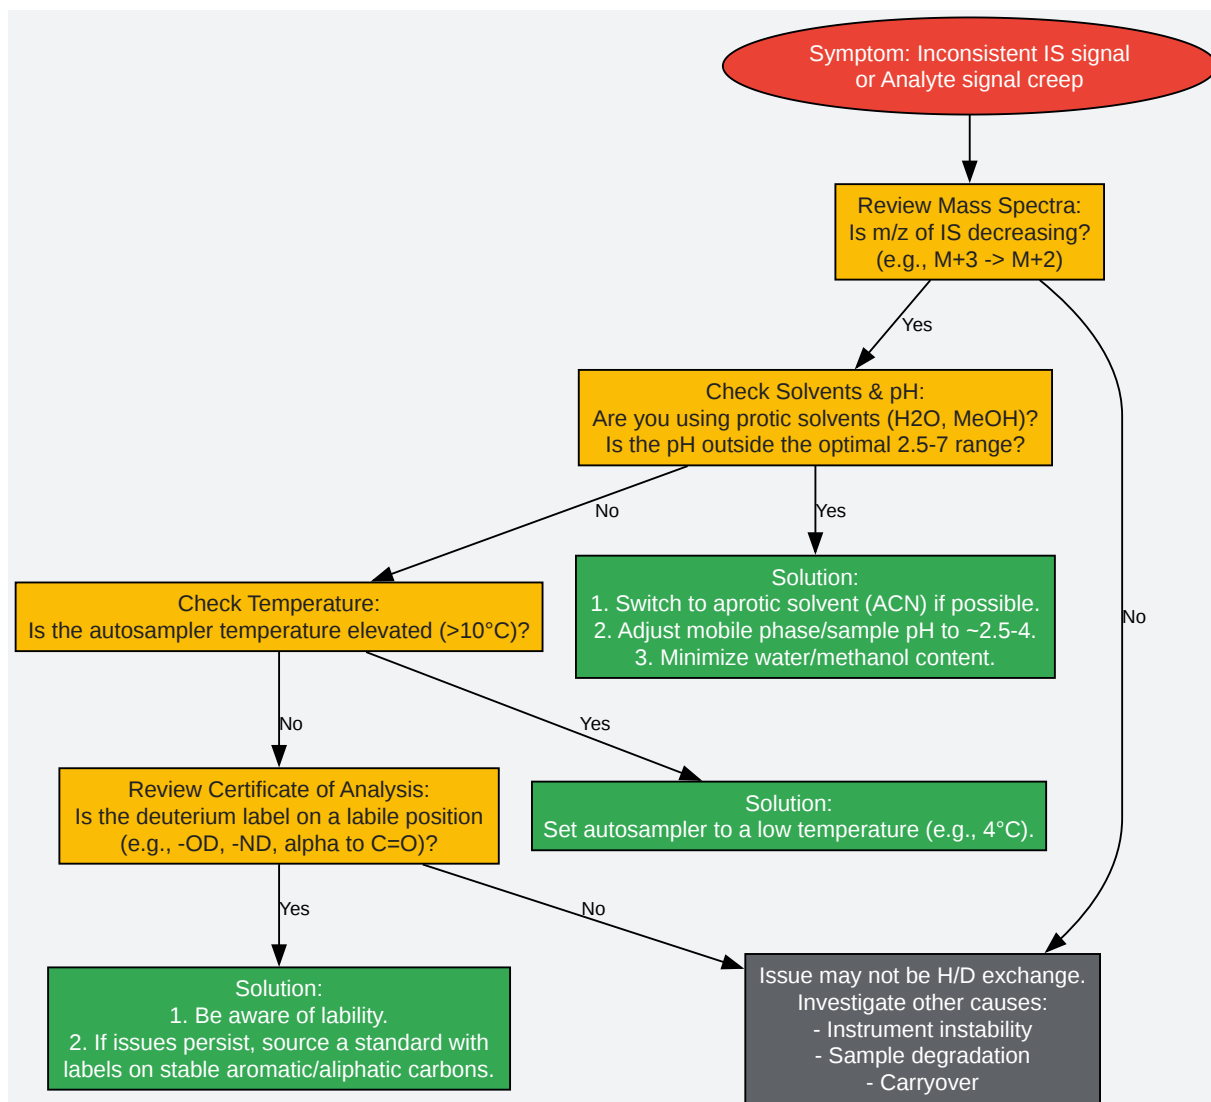 Symptom: Inconsistent IS signal
or Analyte signal creep
Review Mass Spectra:
Is m/z of IS decreasing?
(e.g., M+3 -> M+2)
Yes
No
Check Solvents & pH:
Are you using protic solvents (H2O, MeOH)?
Is the pH outside the optimal 2.5-7 range?
No
Yes
Solution:
1. Switch to aprotic solvent (ACN) if possible.
2. Adjust mobile phase/sample pH to ~2.5-4.
3. Minimize water/methanol content.
Check Temperature:
Is the autosampler temperature elevated (>10°C)?
No
Yes
Solution:
Set autosampler to a low temperature (e.g., 4°C).
Review Certificate of Analysis:
Is the deuterium label on a labile position
(e.g., -OD, -ND, alpha to C=O)?
Yes
No
Solution:
1. Be aware of lability.
2. If issues persist, source a standard with
labels on stable aromatic/aliphatic carbons.
Issue may not be H/D exchange.
Investigate other causes:
- Instrument instability
- Sample degradation
- Carryover